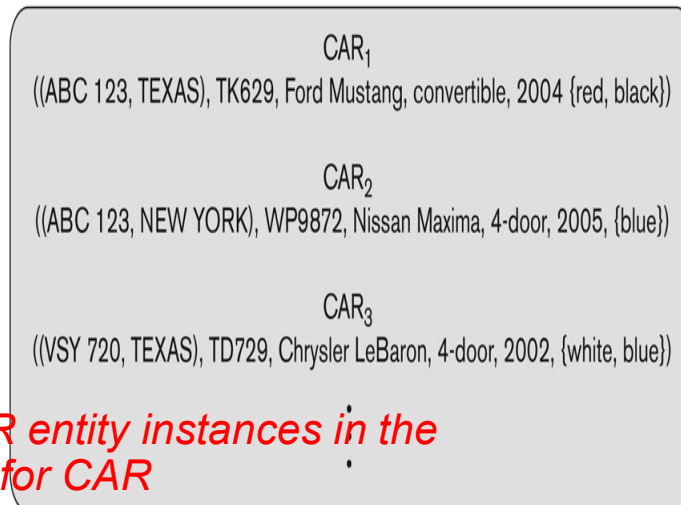 CAR₁
((ABC 123, TEXAS), TK629, Ford Mustang, convertible, 2004 {red, black})
CAR₂
((ABC 123, NEW YORK), WP9872, Nissan Maxima, 4-door, 2005, {blue})
CAR₃
((VSY 720, TEXAS), TD729, Chrysler LeBaron, 4-door, 2002, {white, blue})
R entity instances in the
for CAR